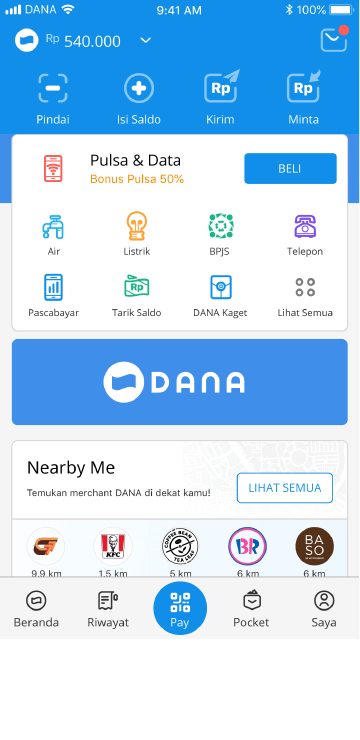 DANA 9:41 AM 100%
Rp 540.000
Rp Rp
Pindai Isi Saldo Kirim Minta
Pulsa & Data
Bonus Pulsa 50%
BELI
Air Listrik BPJS Telepon
Rp
Pascabayar Tarik Saldo DANA Kaget Lihat Semua
DANA
Nearby Me
Temukan merchant DANA di dekat kamu!
LIHAT SEMUA
KFC
COFFEE BEAN
TEA LEAF
BR
BA
SO
9.9 km 1.5 km 5 km 6 km 6 km
Beranda Riwayat Pay Pocket Saya